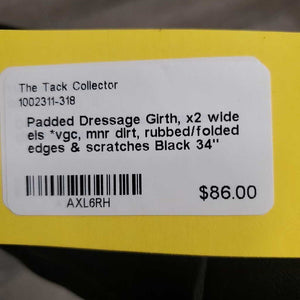 The Tack Collector
1002311-318
Padded Dressage Girth, x2 wide
els *vgc, mnr dirt, rubbed/folded
edges & scratches Black 34"
$86.00
AXL6RH